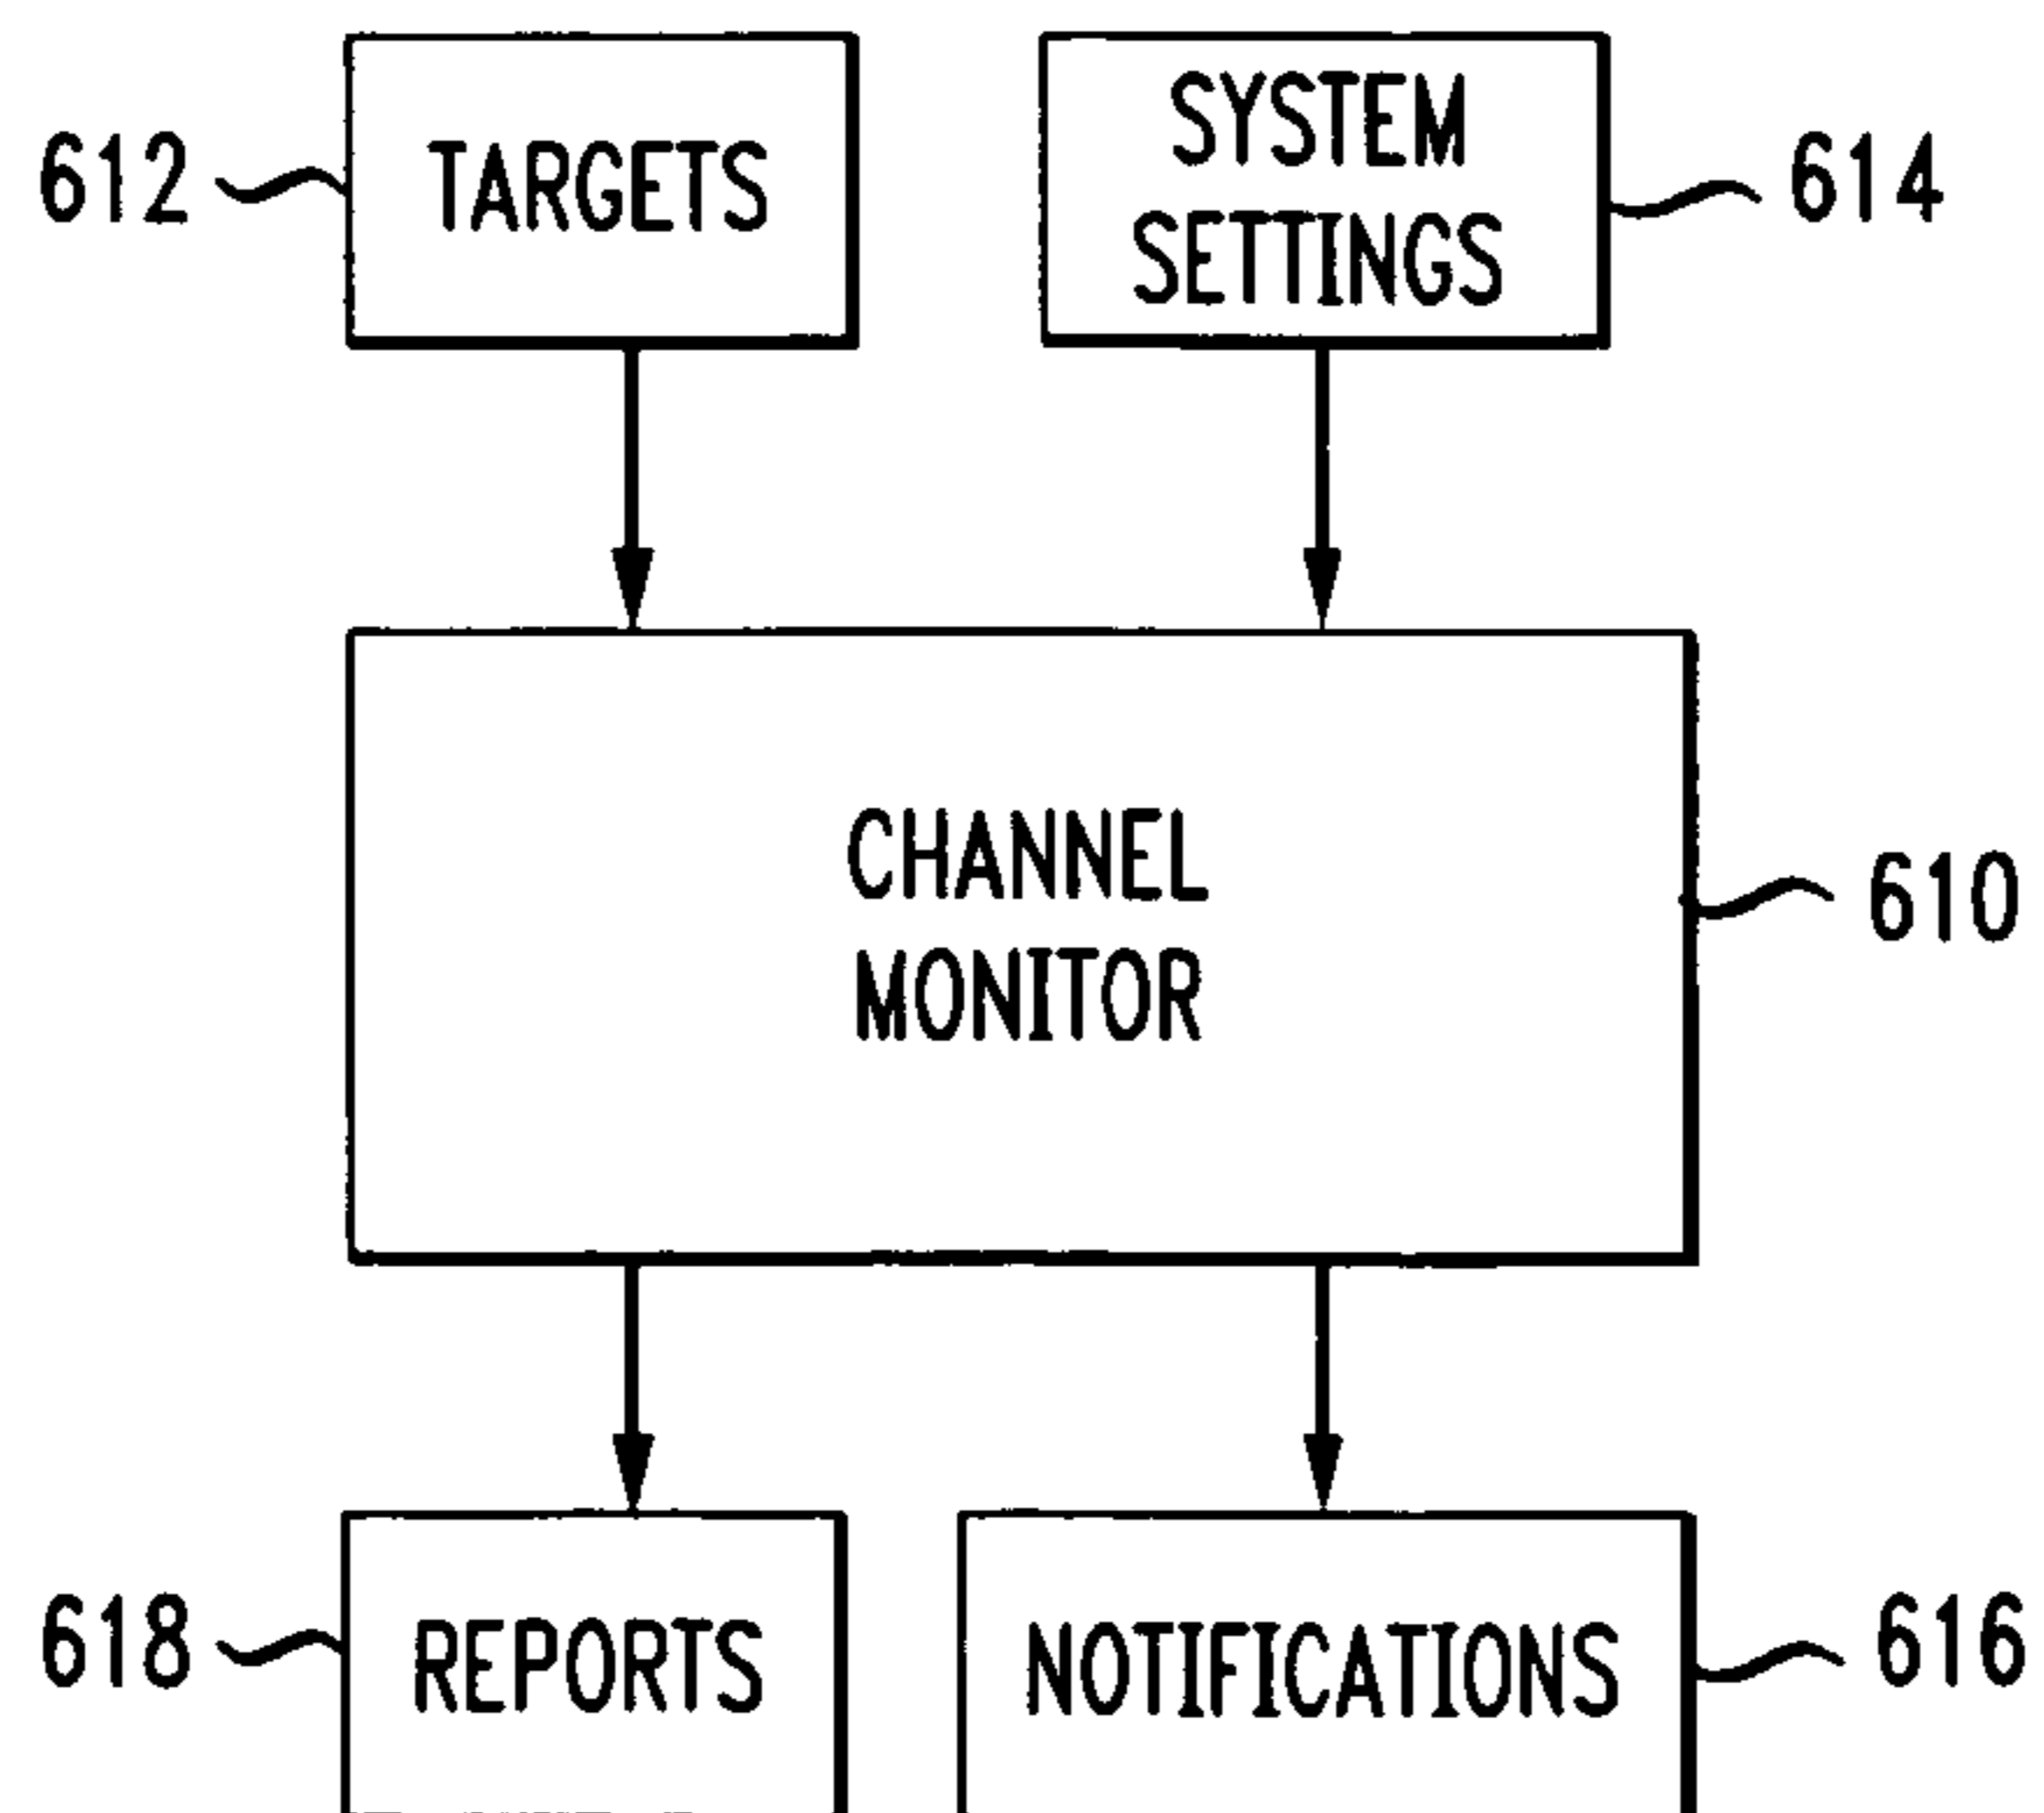 612
TARGETS
SYSTEM
SETTINGS
614
CHANNEL
MONITOR
610
618
REPORTS
NOTIFICATIONS
616